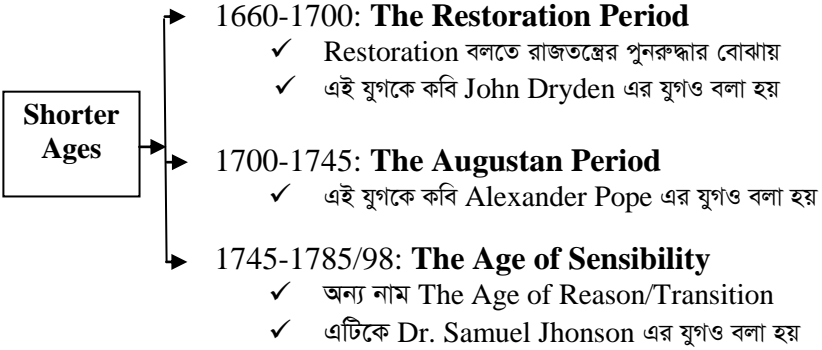 1660-1700: The Restoration Period
✓ Restoration বলতে রাজতন্ত্রের পুনরুদ্ধার বোঝায়
✓ এই যুগকে কবি John Dryden এর যুগও বলা হয়
Shorter
Ages
1700-1745: The Augustan Period
✓ এই যুগকে কবি Alexander Pope এর যুগও বলা হয়
1745-1785/98: The Age of Sensibility
✓ অন্য নাম The Age of Reason/Transition
✓ এটিকে Dr. Samuel Jhonson এর যুগও বলা হয়